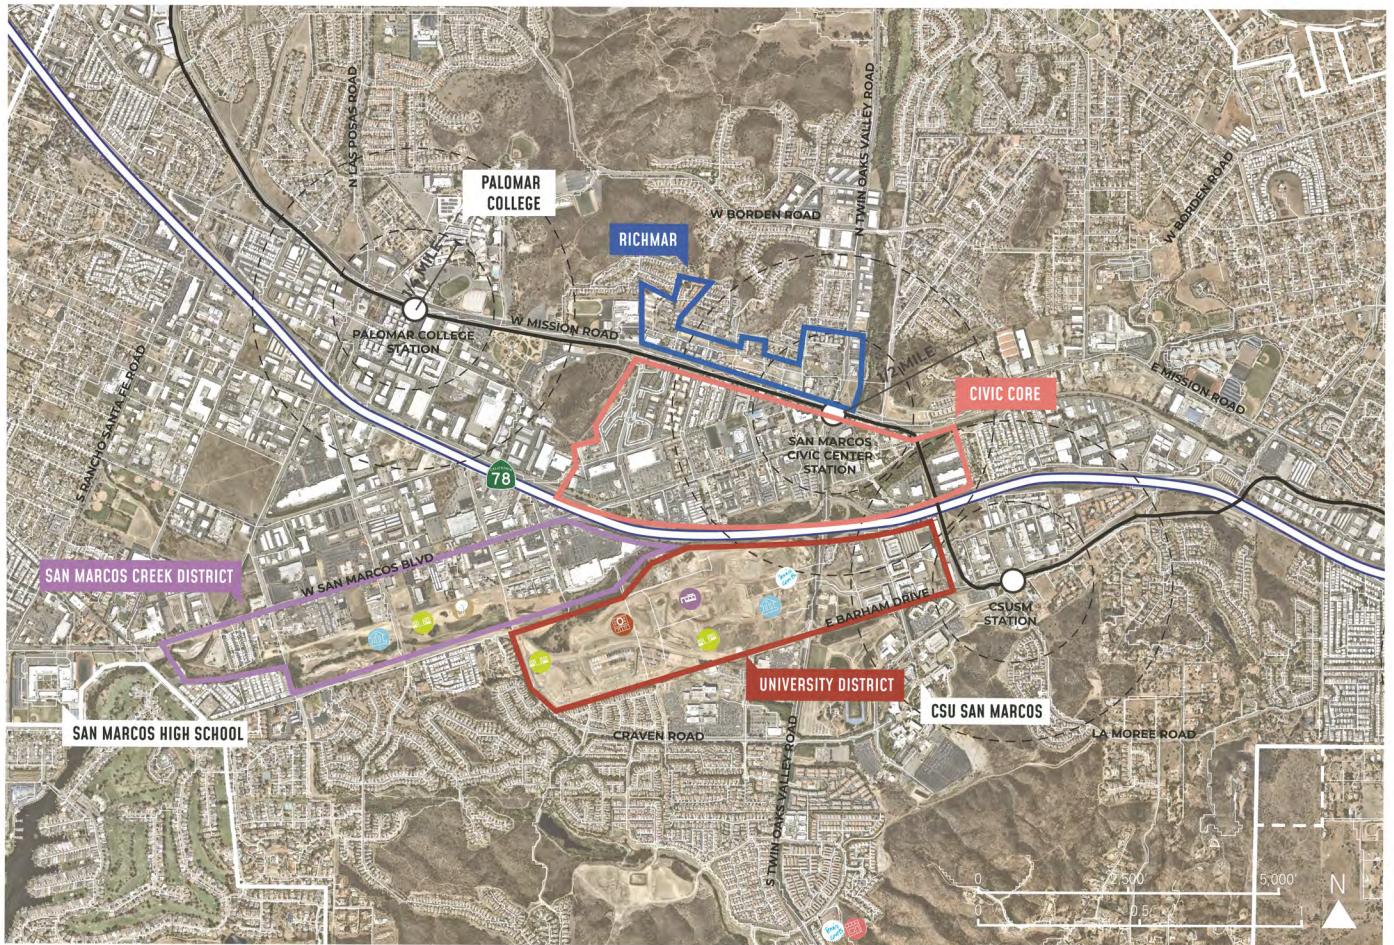 N LAS POSAS ROAD
N TWIN OAKS VALLEY ROAD
PALOMAR
COLLEGE
W BORDEN ROAD
W BORDEN ROAD
RICHMAR
1/4 MILE
W MISSION ROAD
PALOMAR COLLEGE
STATION
1/2 MILE
E MISSION ROAD
CIVIC CORE
S RANCHO SANTA FE ROAD
SAN MARCOS
CIVIC CENTER
STATION
CALIFORNIA
78
SAN MARCOS CREEK DISTRICT
W SAN MARCOS BLVD
E BARHAM DRIVE
CSUSM
STATION
UNIVERSITY DISTRICT
CSU SAN MARCOS
SAN MARCOS HIGH SCHOOL
CRAVEN ROAD
LA MOREE ROAD
S TWIN OAKS VALLEY ROAD
0 2,500 5,000
0 0.5 1
N